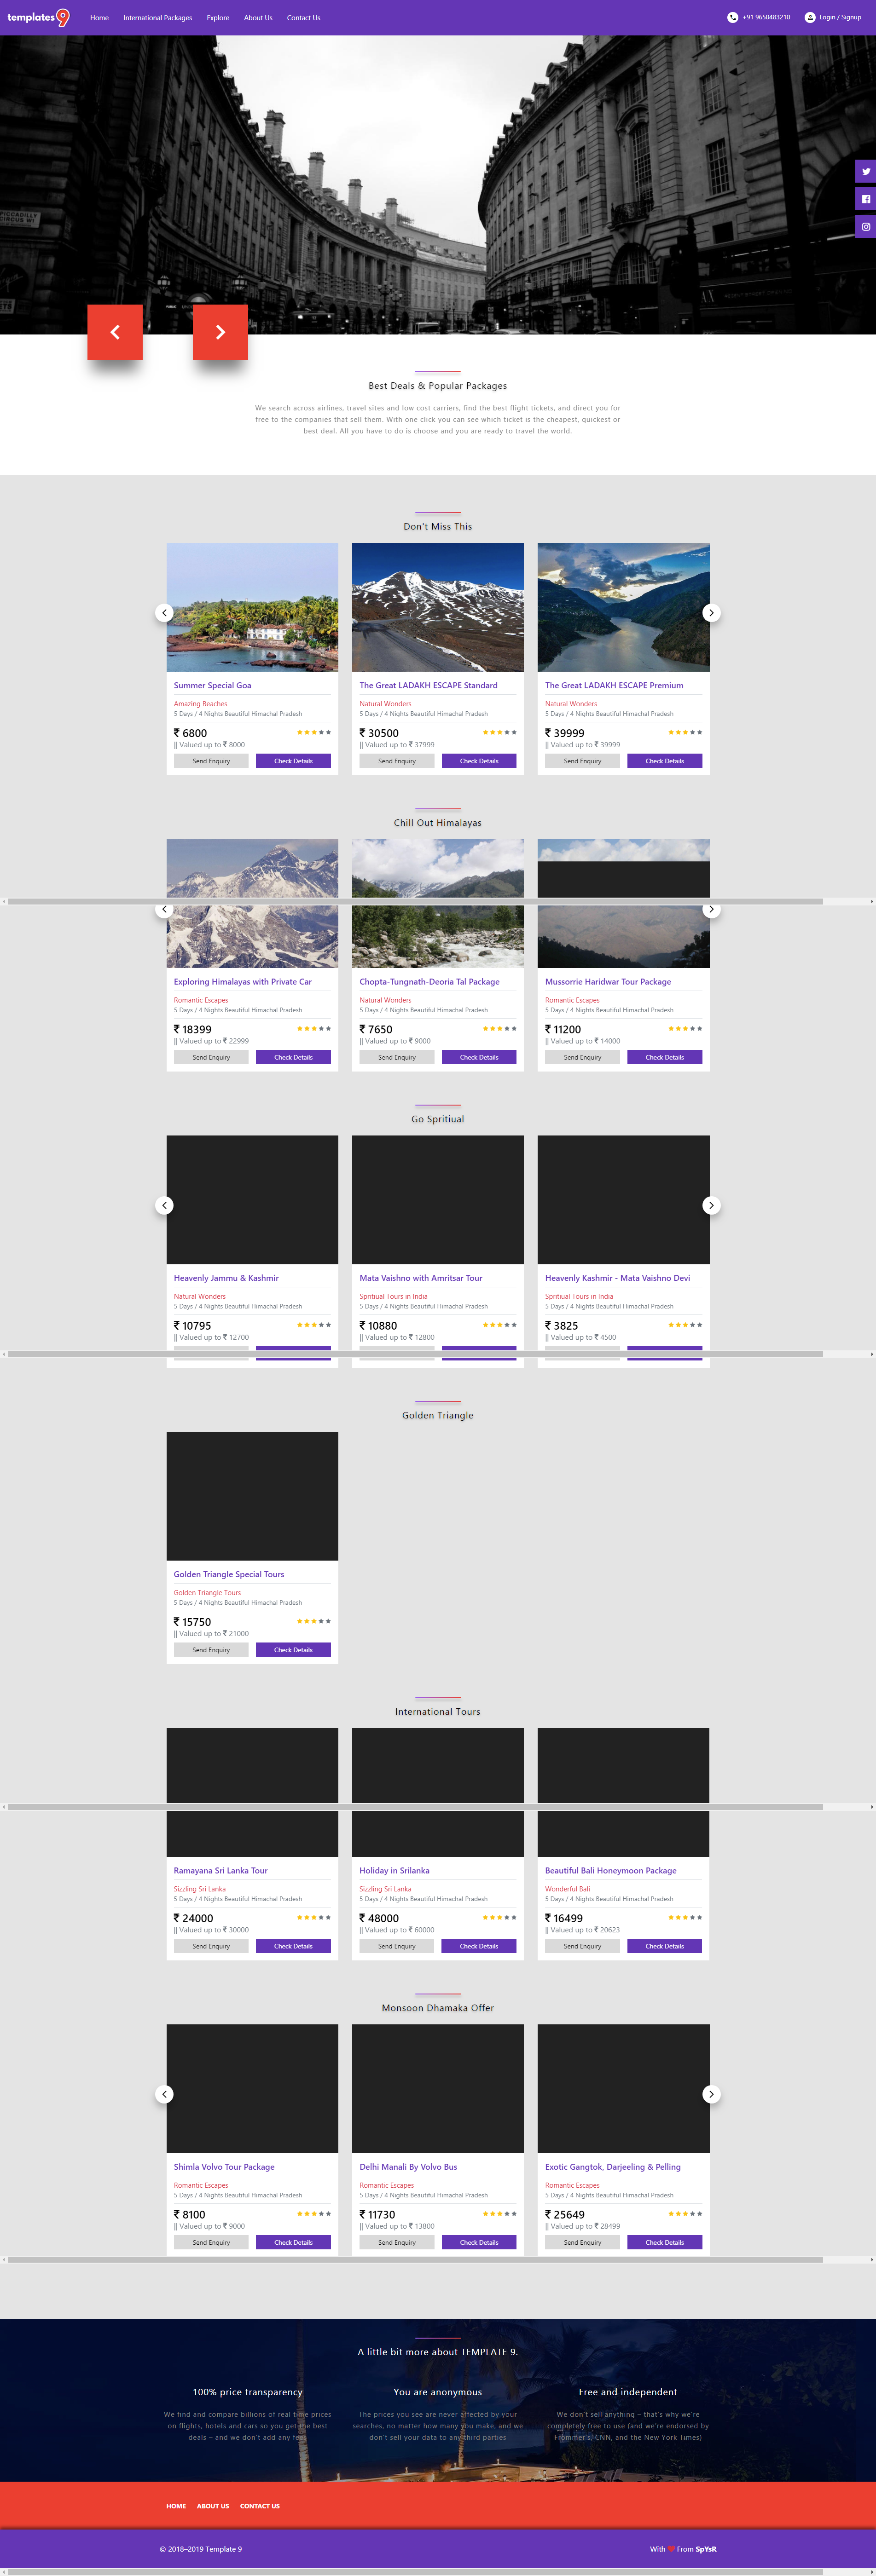 templates9
Home International Packages Explore About Us Contact Us
+91 9650483210 Login / Signup
PICCADILLY
CIRCUS W1
Best Deals & Popular Packages
We search across airlines, travel sites and low cost carriers, find the best flight tickets, and direct you for
free to the companies that sell them. With one click you can see which ticket is the cheapest, quickest or
best deal. All you have to do is choose and you are ready to travel the world.
Don't Miss This
Summer Special Goa
Amazing Beaches
5 Days / 4 Nights Beautiful Himachal Pradesh
₹ 6800
|| Valued up to ₹ 8000
Send Enquiry Check Details
The Great LADAKH ESCAPE Standard
Natural Wonders
5 Days / 4 Nights Beautiful Himachal Pradesh
₹ 30500
|| Valued up to ₹ 37999
Send Enquiry Check Details
The Great LADAKH ESCAPE Premium
Natural Wonders
5 Days / 4 Nights Beautiful Himachal Pradesh
₹ 39999
|| Valued up to ₹ 39999
Send Enquiry Check Details
Chill Out Himalayas
Exploring Himalayas with Private Car
Romantic Escapes
5 Days / 4 Nights Beautiful Himachal Pradesh
₹ 18399
|| Valued up to ₹ 22999
Send Enquiry Check Details
Chopta-Tungnath-Deoria Tal Package
Natural Wonders
5 Days / 4 Nights Beautiful Himachal Pradesh
₹ 7650
|| Valued up to ₹ 9000
Send Enquiry Check Details
Mussorrie Haridwar Tour Package
Romantic Escapes
5 Days / 4 Nights Beautiful Himachal Pradesh
₹ 11200
|| Valued up to ₹ 14000
Send Enquiry Check Details
Go Spritiual
Heavenly Jammu & Kashmir
Natural Wonders
5 Days / 4 Nights Beautiful Himachal Pradesh
₹ 10795
|| Valued up to ₹ 12700
Mata Vaishno with Amritsar Tour
Spritiual Tours in India
5 Days / 4 Nights Beautiful Himachal Pradesh
₹ 10880
|| Valued up to ₹ 12800
Heavenly Kashmir - Mata Vaishno Devi
Spritiual Tours in India
5 Days / 4 Nights Beautiful Himachal Pradesh
₹ 3825
|| Valued up to ₹ 4500
Golden Triangle
Golden Triangle Special Tours
Golden Triangle Tours
5 Days / 4 Nights Beautiful Himachal Pradesh
₹ 15750
|| Valued up to ₹ 21000
Send Enquiry Check Details
International Tours
Ramayana Sri Lanka Tour
Sizzling Sri Lanka
5 Days / 4 Nights Beautiful Himachal Pradesh
₹ 24000
|| Valued up to ₹ 30000
Send Enquiry Check Details
Holiday in Srilanka
Sizzling Sri Lanka
5 Days / 4 Nights Beautiful Himachal Pradesh
₹ 48000
|| Valued up to ₹ 60000
Send Enquiry Check Details
Beautiful Bali Honeymoon Package
Wonderful Bali
5 Days / 4 Nights Beautiful Himachal Pradesh
₹ 16499
|| Valued up to ₹ 20623
Send Enquiry Check Details
Monsoon Dhamaka Offer
Shimla Volvo Tour Package
Romantic Escapes
5 Days / 4 Nights Beautiful Himachal Pradesh
₹ 8100
|| Valued up to ₹ 9000
Send Enquiry Check Details
Delhi Manali By Volvo Bus
Romantic Escapes
5 Days / 4 Nights Beautiful Himachal Pradesh
₹ 11730
|| Valued up to ₹ 13800
Send Enquiry Check Details
Exotic Gangtok, Darjeeling & Pelling
Romantic Escapes
5 Days / 4 Nights Beautiful Himachal Pradesh
₹ 25649
|| Valued up to ₹ 28499
Send Enquiry Check Details
A little bit more about TEMPLATE 9.
100% price transparency
We find and compare billions of real time prices
on flights, hotels and cars so you get the best
deals – and we don't add any fee
You are anonymous
The prices you see are never affected by your
searches, no matter how many you make, and we
don't sell your data to any third parties
Free and independent
We don't sell anything – that's why we're
completely free to use (and we're endorsed by
Frommer's, CNN, and the New York Times)
HOME ABOUT US CONTACT US
© 2018–2019 Template 9
With ❤ From SpYsR